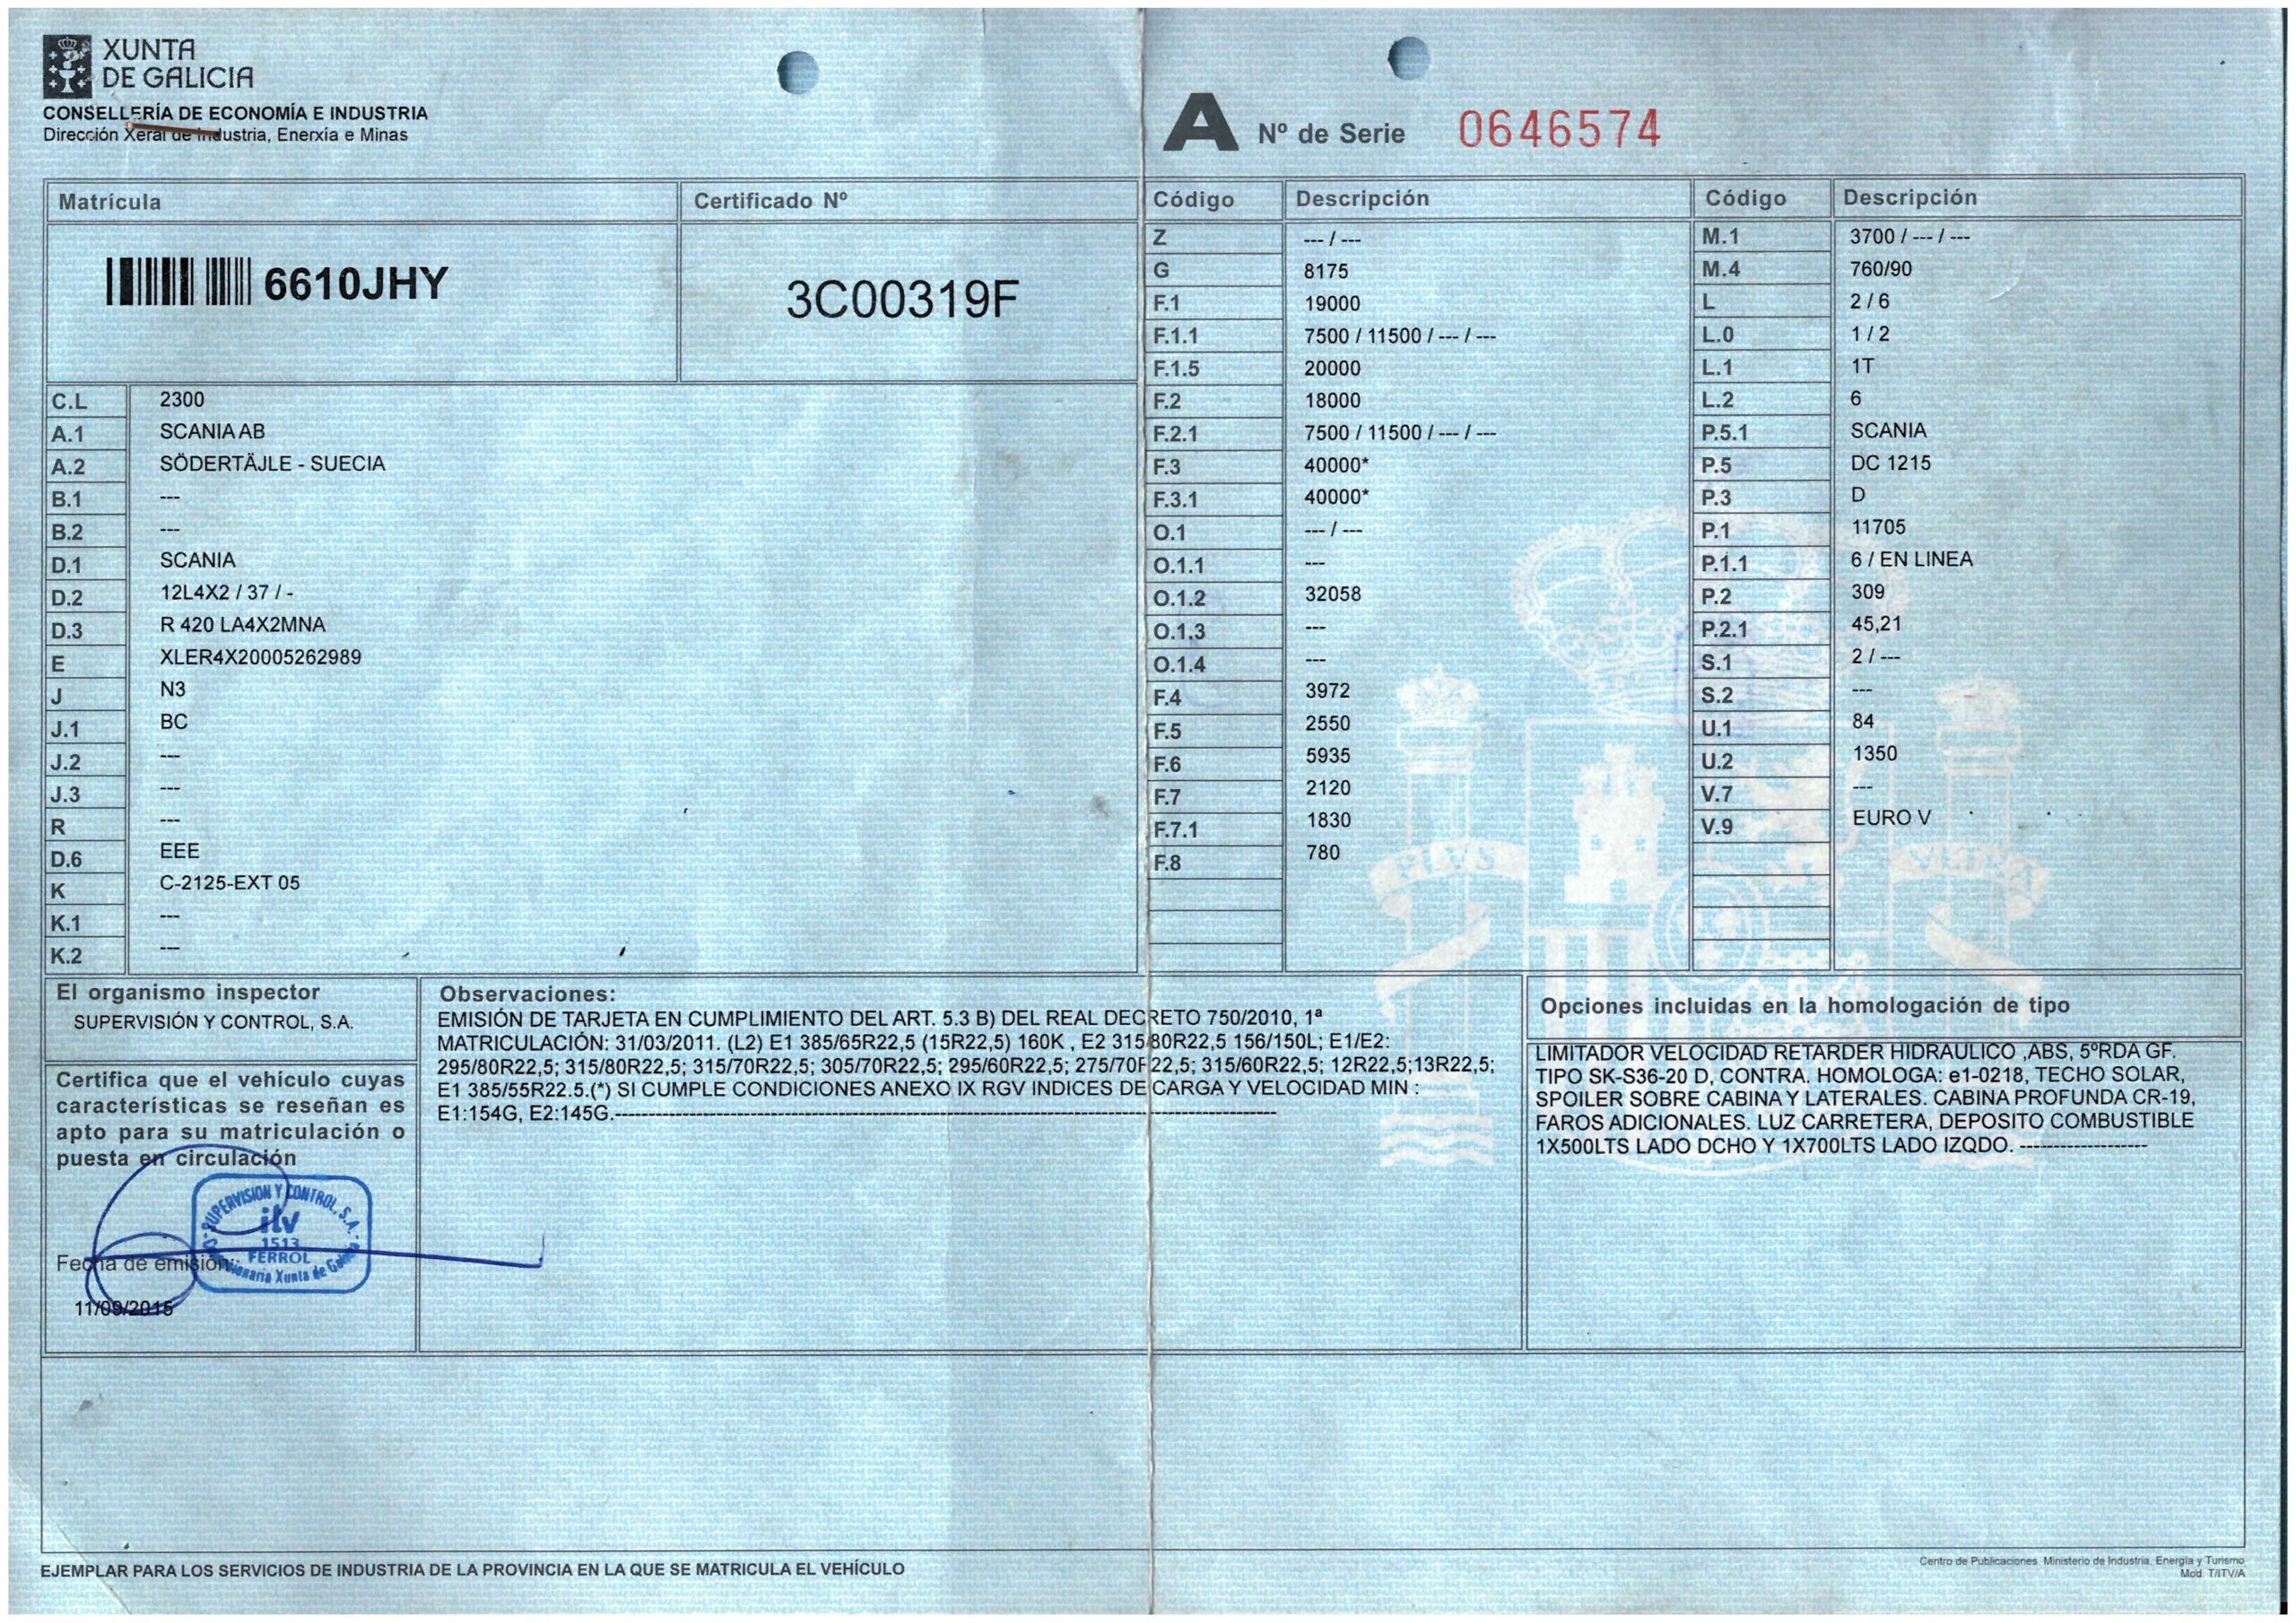 XUNTA
DE GALICIA
CONSELLERÍA DE ECONOMÍA E INDUSTRIA
Dirección Xeral de Industria, Enerxia e Minas
A Nº de Serie 0646574
Matrícula
Certificado Nº
6610JHY
3C00319F
C.L 2300
A.1 SCANIA AB
A.2 SÖDERTÄJLE - SUECIA
B.1 ---
B.2 ---
D.1 SCANIA
D.2 12L4X2 / 37 / -
D.3 R 420 LA4X2MNA
E XLER4X20005262989
J N3
J.1 BC
J.2 ---
J.3 ---
R ---
D.6 EEE
K C-2125-EXT 05
K.1 ---
K.2 ---
Código Descripción
Z --- / ---
G 8175
F.1 19000
F.1.1 7500 / 11500 / --- / ---
F.1.5 20000
F.2 18000
F.2.1 7500 / 11500 / --- / ---
F.3 40000*
F.3.1 40000*
O.1 --- / ---
O.1.1 ---
O.1.2 32058
O.1.3 ---
O.1.4 ---
F.4 3972
F.5 2550
F.6 5935
F.7 2120
F.7.1 1830
F.8 780
Código Descripción
M.1 3700 / --- / ---
M.4 760/90
L 2 / 6
L.0 1 / 2
L.1 1T
L.2 6
P.5.1 SCANIA
P.5 DC 1215
P.3 D
P.1 11705
P.1.1 6 / EN LINEA
P.2 309
P.2.1 45,21
S.1 2 / ---
S.2 ---
U.1 84
U.2 1350
V.7 ---
V.9 EURO V
PLVS
El organismo inspector
SUPERVISIÓN Y CONTROL, S.A.
Certifica que el vehículo cuyas
características se reseñan es
apto para su matriculación o
puesta en circulación
SUPERVISION Y CONTROL, S.A.
itv
1513
FERROL
Xunta de Galicia
Fecha de emisión:
11/09/2015
Observaciones:
EMISIÓN DE TARJETA EN CUMPLIMIENTO DEL ART. 5.3 B) DEL REAL DECRETO 750/2010, 1ª
MATRICULACIÓN: 31/03/2011. (L2) E1 385/65R22,5 (15R22,5) 160K , E2 315/80R22,5 156/150L; E1/E2:
295/80R22,5; 315/80R22,5; 315/70R22,5; 305/70R22,5; 295/60R22,5; 275/70R22,5; 315/60R22,5; 12R22,5;13R22,5;
E1 385/55R22.5.(*) SI CUMPLE CONDICIONES ANEXO IX RGV INDICES DE CARGA Y VELOCIDAD MIN :
E1:154G, E2:145G.---
Opciones incluidas en la homologación de tipo
LIMITADOR VELOCIDAD RETARDER HIDRAULICO ,ABS, 5ºRDA GF.
TIPO SK-S36-20 D, CONTRA. HOMOLOGA: e1-0218, TECHO SOLAR,
SPOILER SOBRE CABINA Y LATERALES. CABINA PROFUNDA CR-19,
FAROS ADICIONALES. LUZ CARRETERA, DEPOSITO COMBUSTIBLE
1X500LTS LADO DCHO Y 1X700LTS LADO IZQDO. ---
EJEMPLAR PARA LOS SERVICIOS DE INDUSTRIA DE LA PROVINCIA EN LA QUE SE MATRICULA EL VEHÍCULO
Centro de Publicaciones. Ministerio de Industria, Energía y Turismo
Mod. T/ITV/A